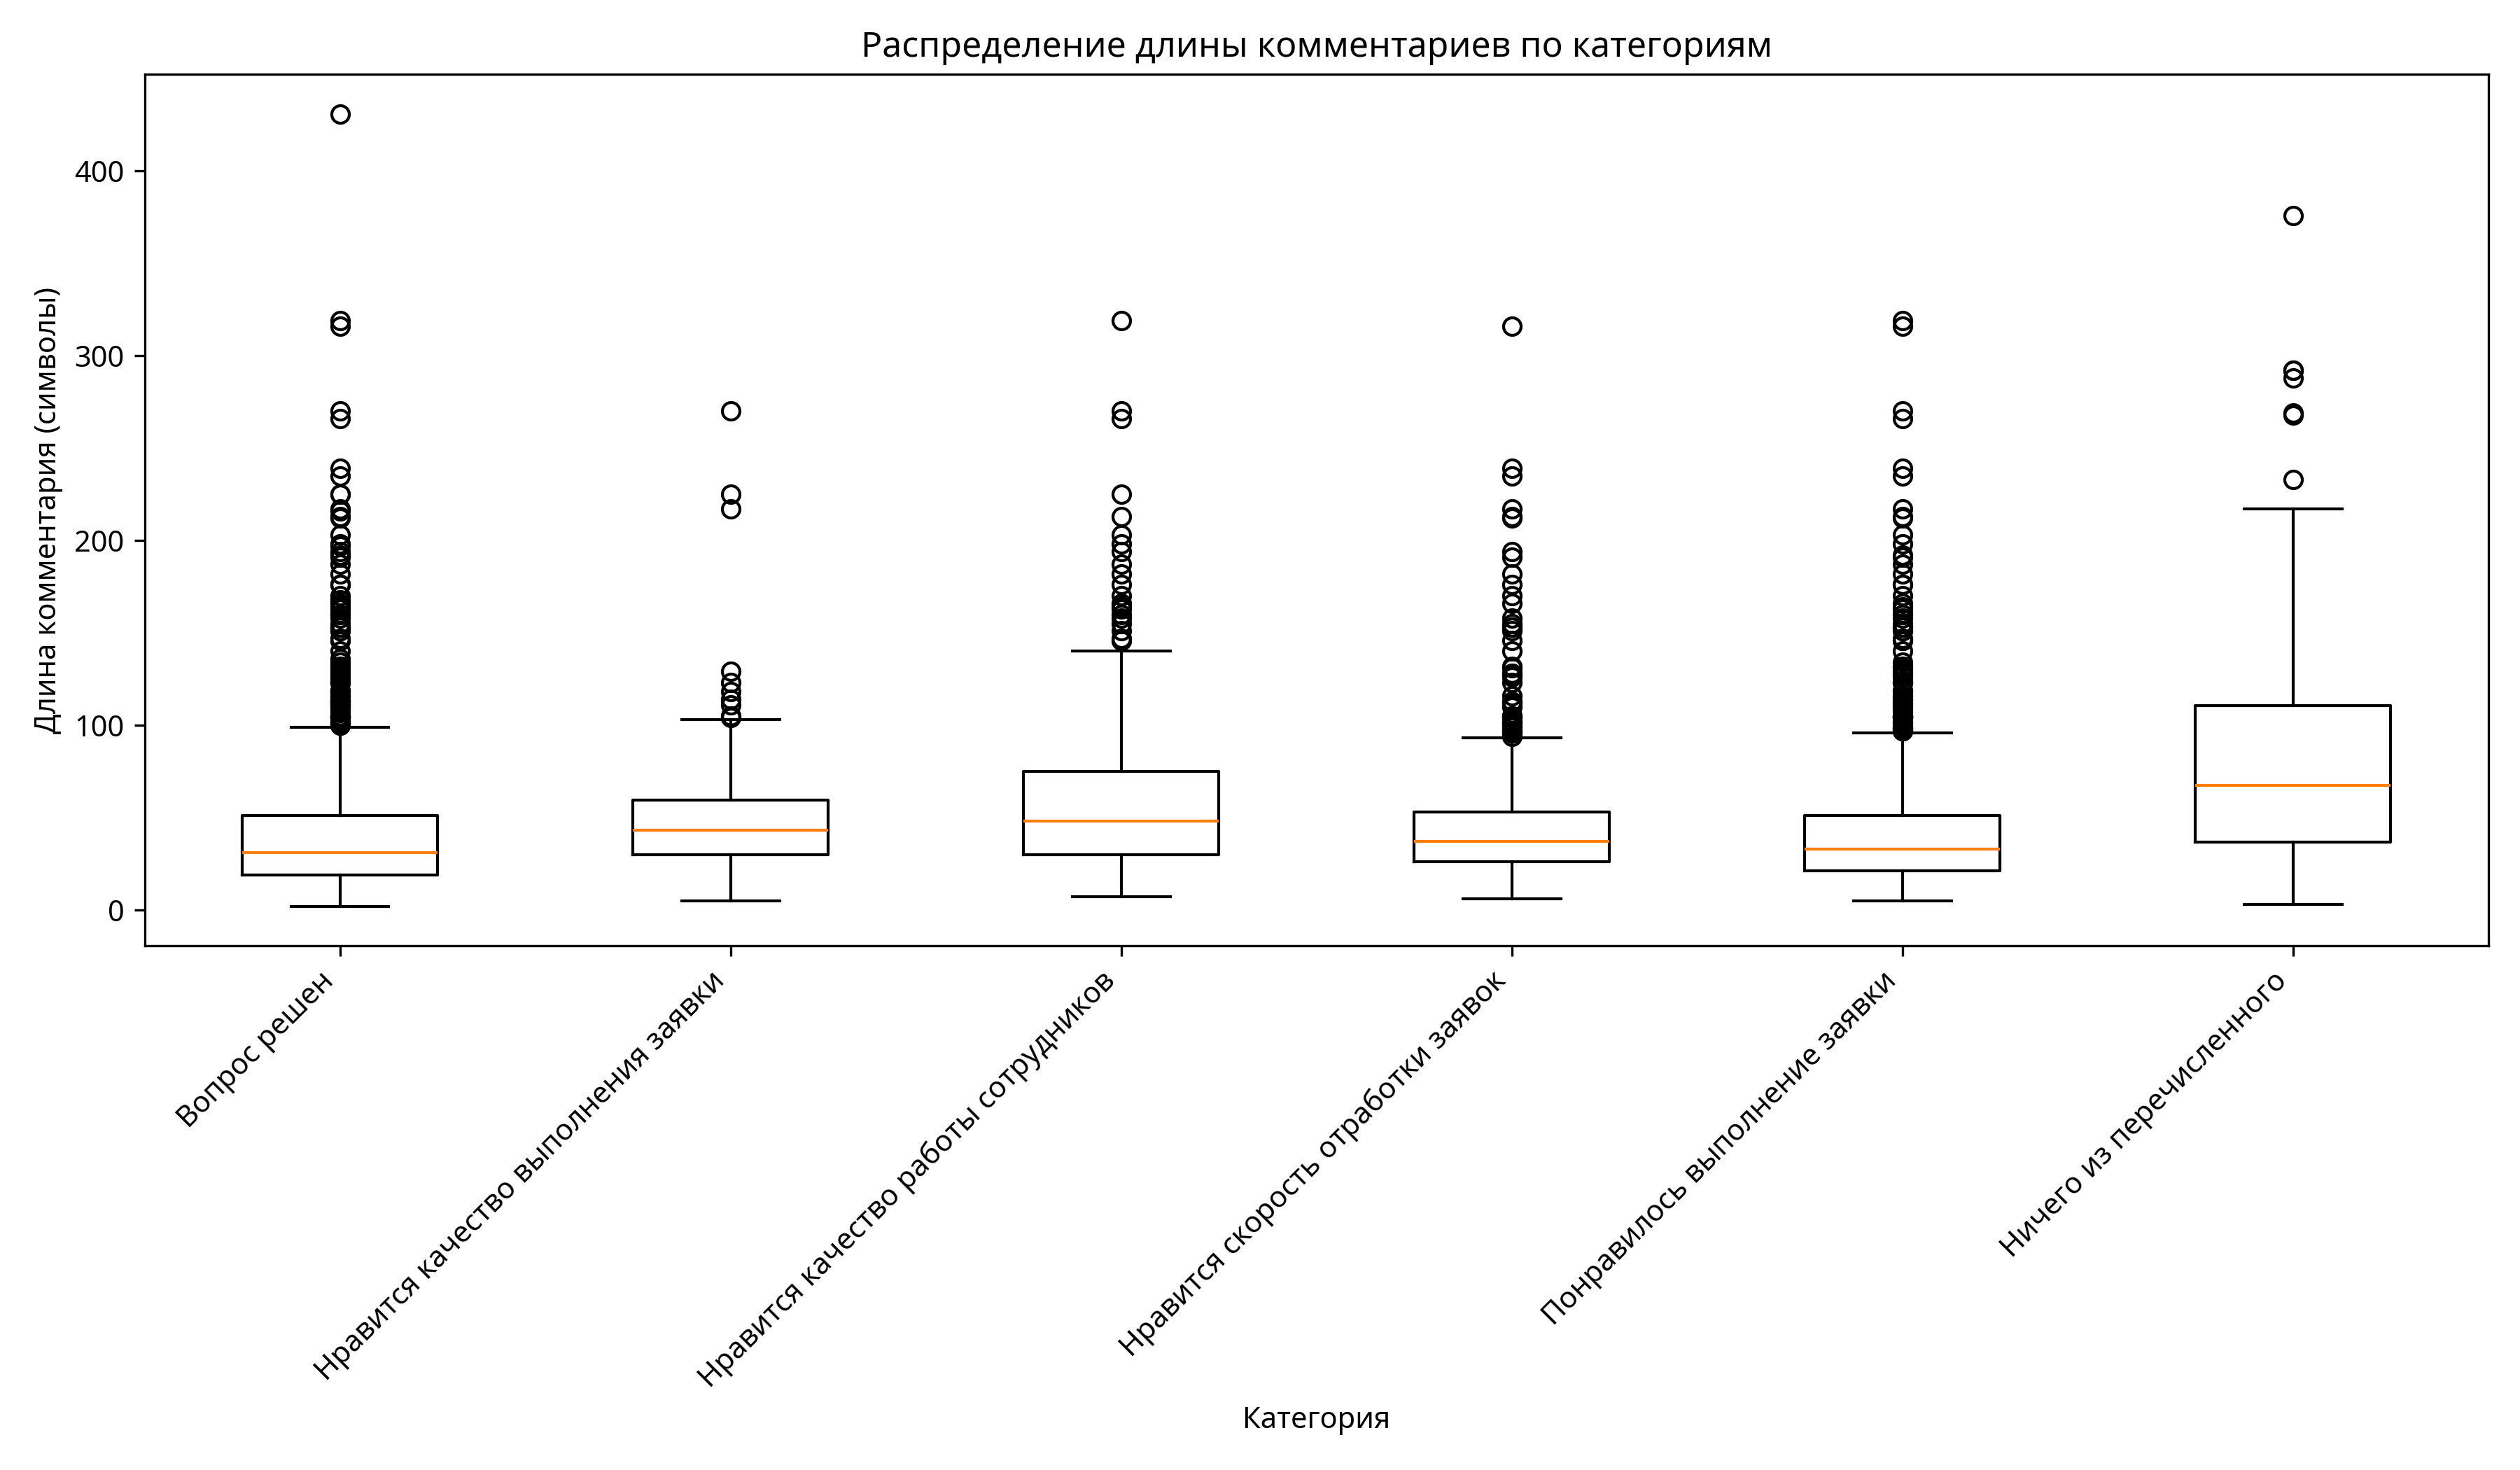 Распределение длины комментариев по категориям
Длина комментария (символы)
400
300
200
100
0
Вопрос решен
Нравится качество выполнения заявки
Нравится качество работы сотрудников
Нравится скорость отработки заявок
Понравилось выполнение заявки
Ничего из перечисленного
Категория